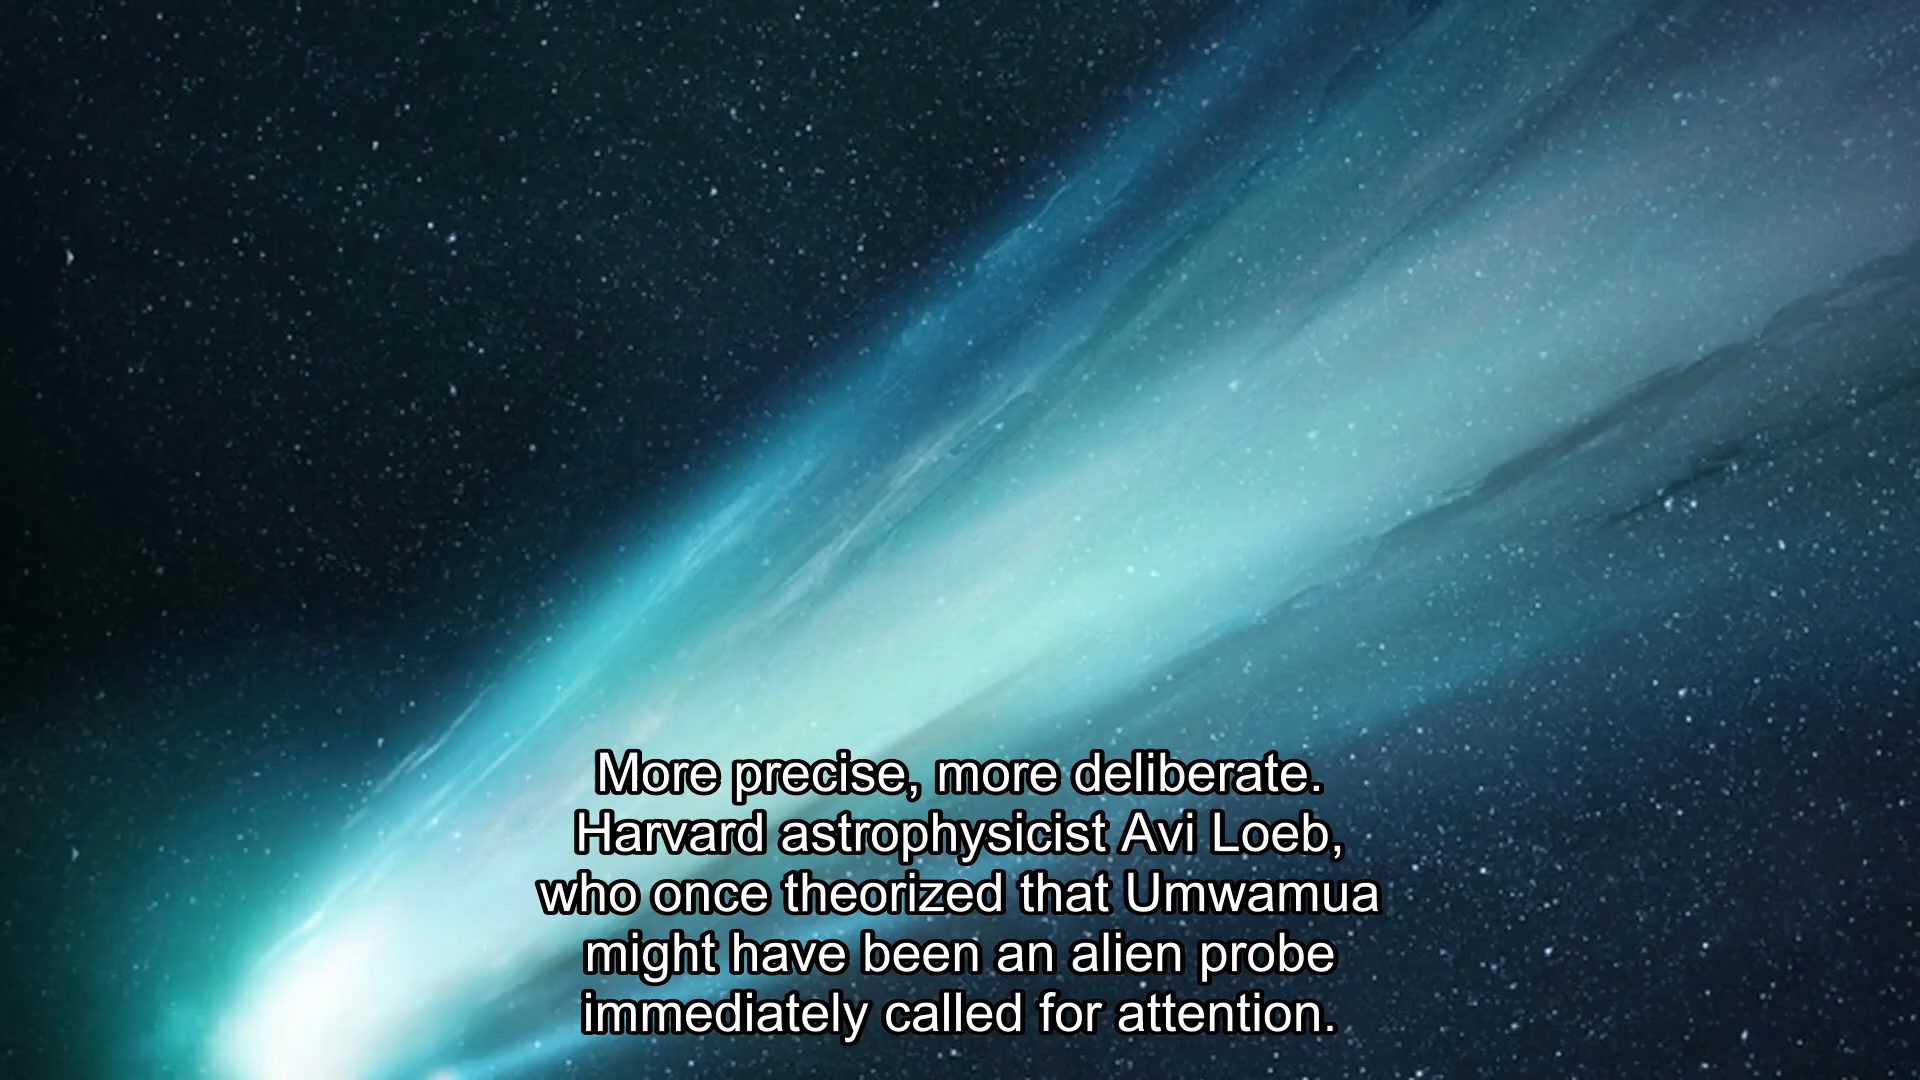 More precise, more deliberate.
Harvard astrophysicist Avi Loeb,
who once theorized that Umwamua
might have been an alien probe
immediately called for attention.